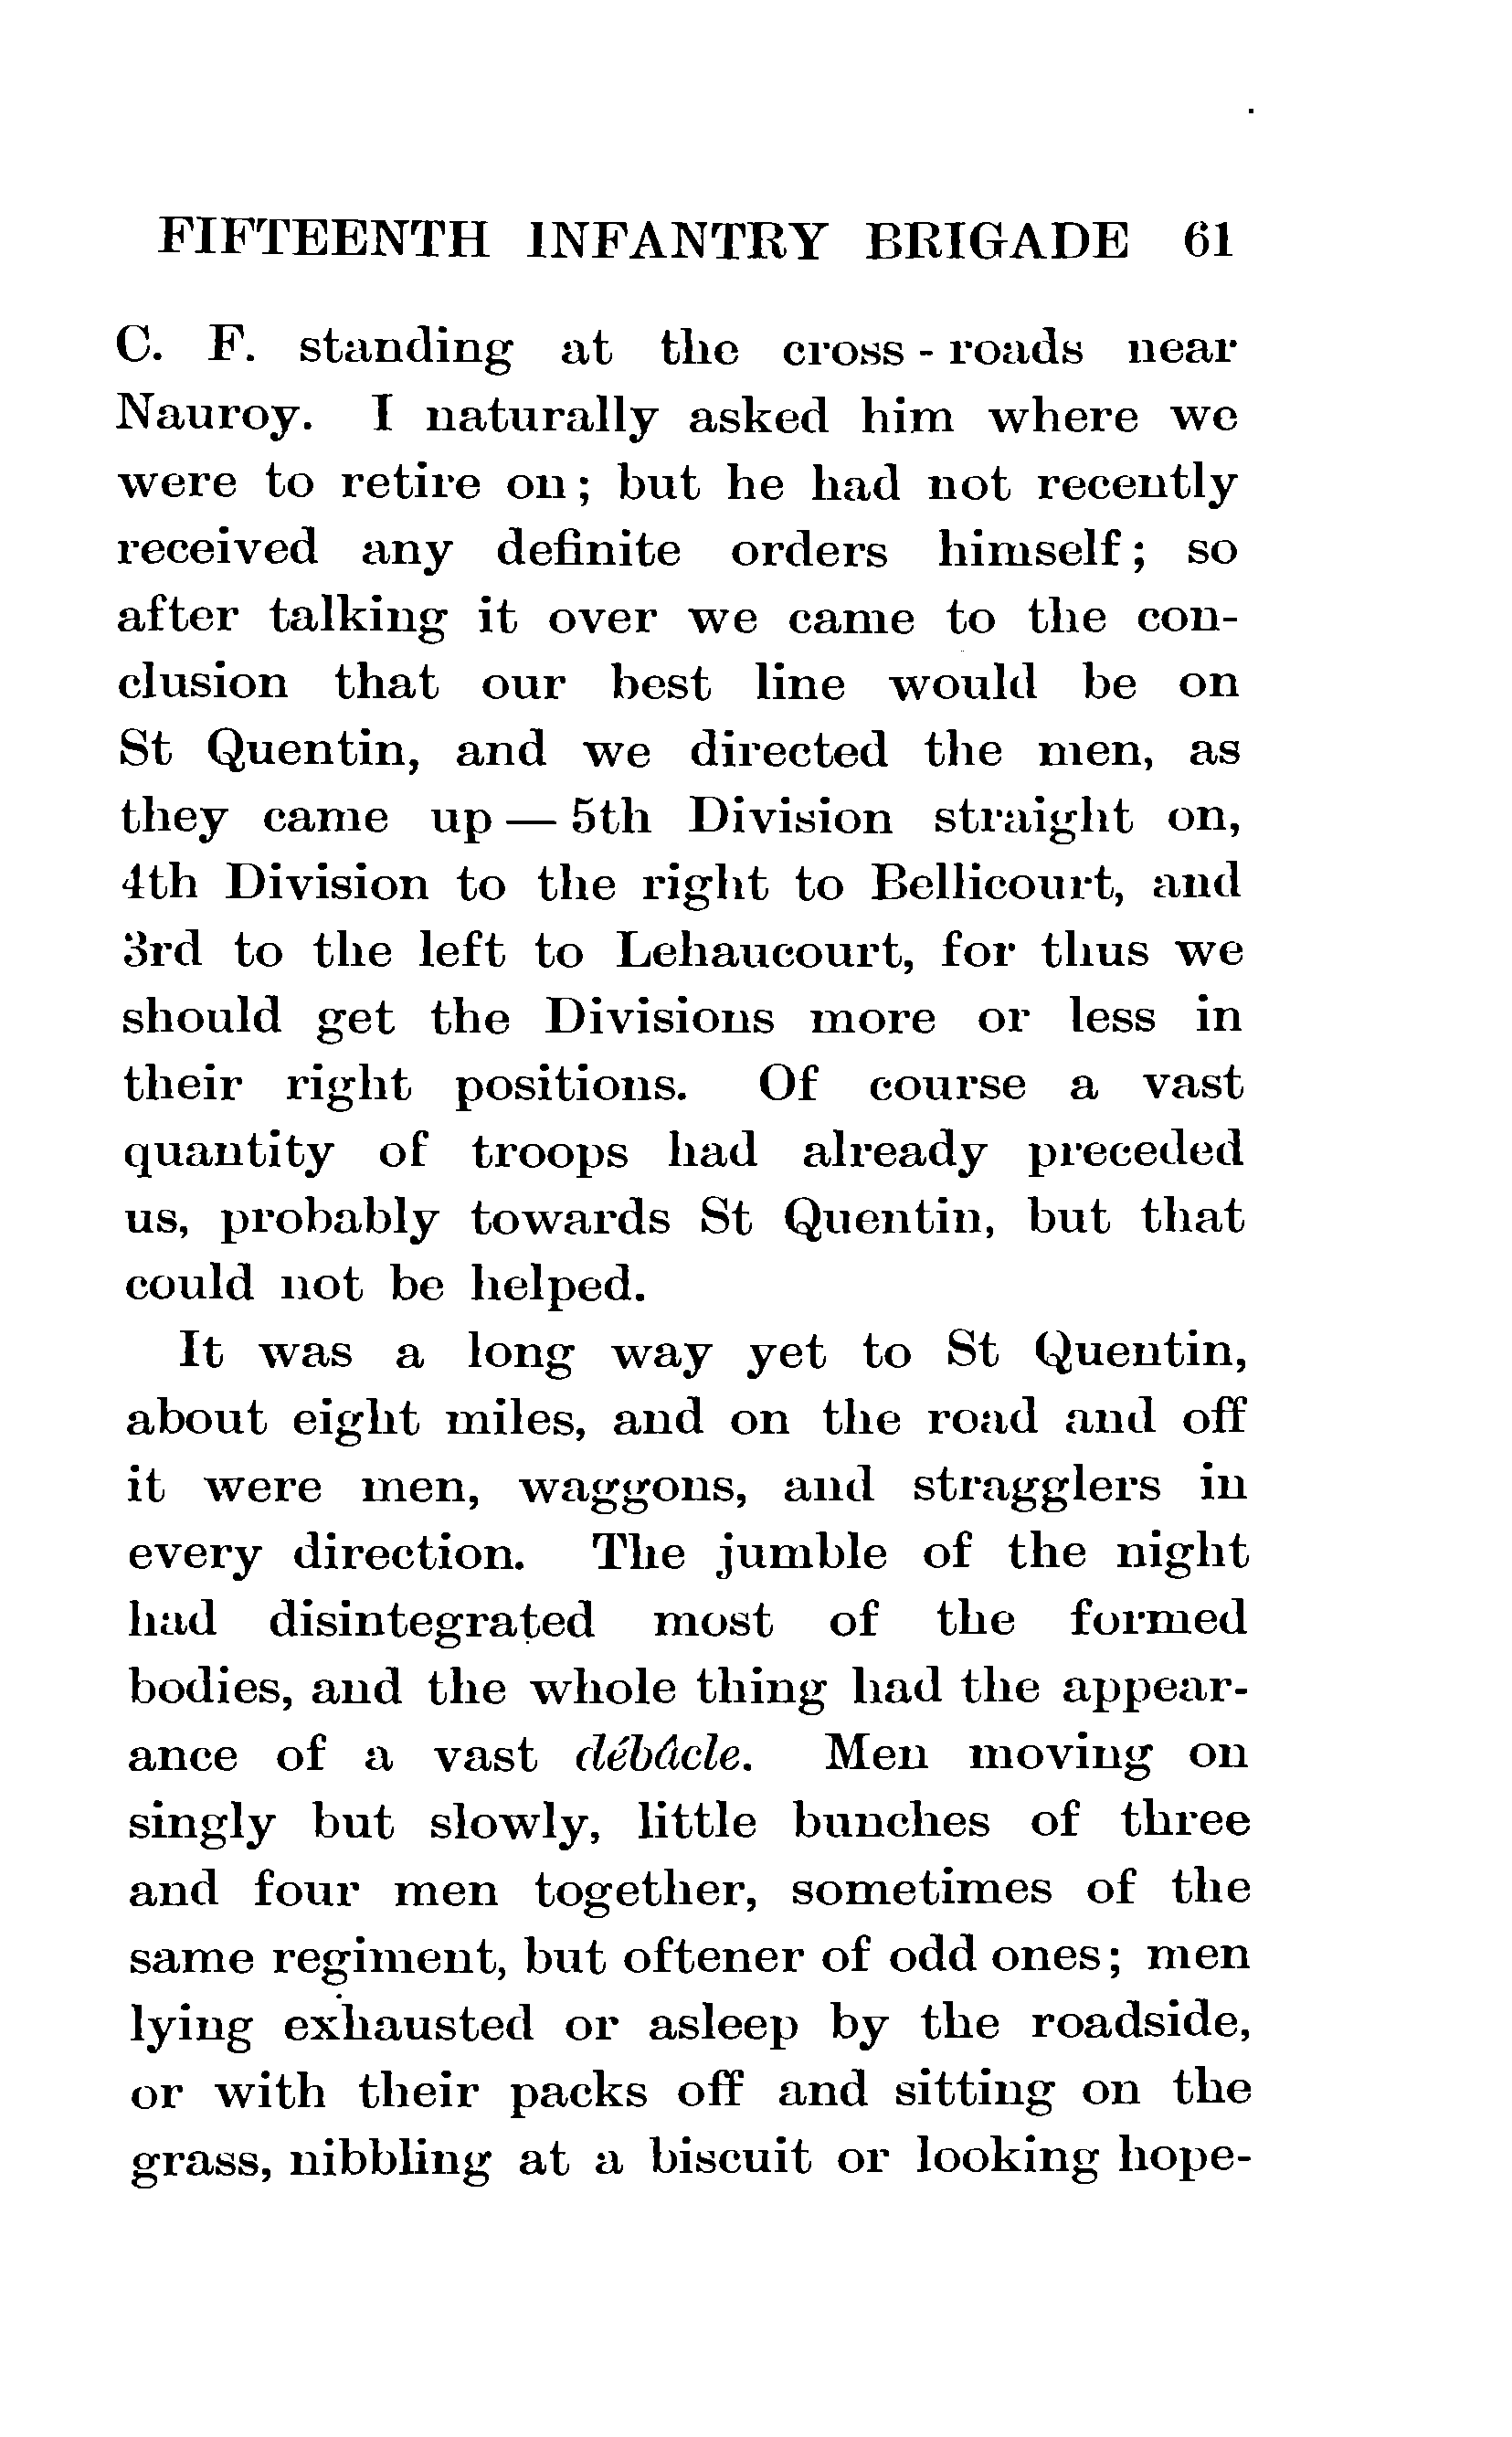 FIFTEENTH INFANTRY BRIGADE 61
C. F. standing at the cross-roads near
Nauroy. I naturally asked him where we
were to retire on; but he had not recently
received any definite orders himself; so
after talking it over we came to the con-
clusion that our best line would be on
St Quentin, and we directed the men, as
they came up — 5th Division straight on,
4th Division to the right to Bellicourt, and
3rd to the left to Lehaucourt, for thus we
should get the Divisions more or less in
their right positions. Of course a vast
quantity of troops had already preceded
us, probably towards St Quentin, but that
could not be helped.
It was a long way yet to St Quentin,
about eight miles, and on the road and off
it were men, waggons, and stragglers in
every direction. The jumble of the night
had disintegrated most of the formed
bodies, and the whole thing had the appear-
ance of a vast débâcle. Men moving on
singly but slowly, little bunches of three
and four men together, sometimes of the
same regiment, but oftener of odd ones; men
lying exhausted or asleep by the roadside,
or with their packs off and sitting on the
grass, nibbling at a biscuit or looking hope-